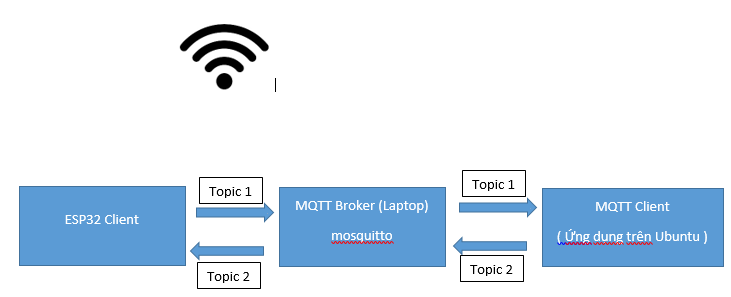 Topic 1
Topic 1
ESP32 Client
MQTT Broker (Laptop)
mosquitto
MQTT Client
( Ứng dụng trên Ubuntu )
Topic 2
Topic 2